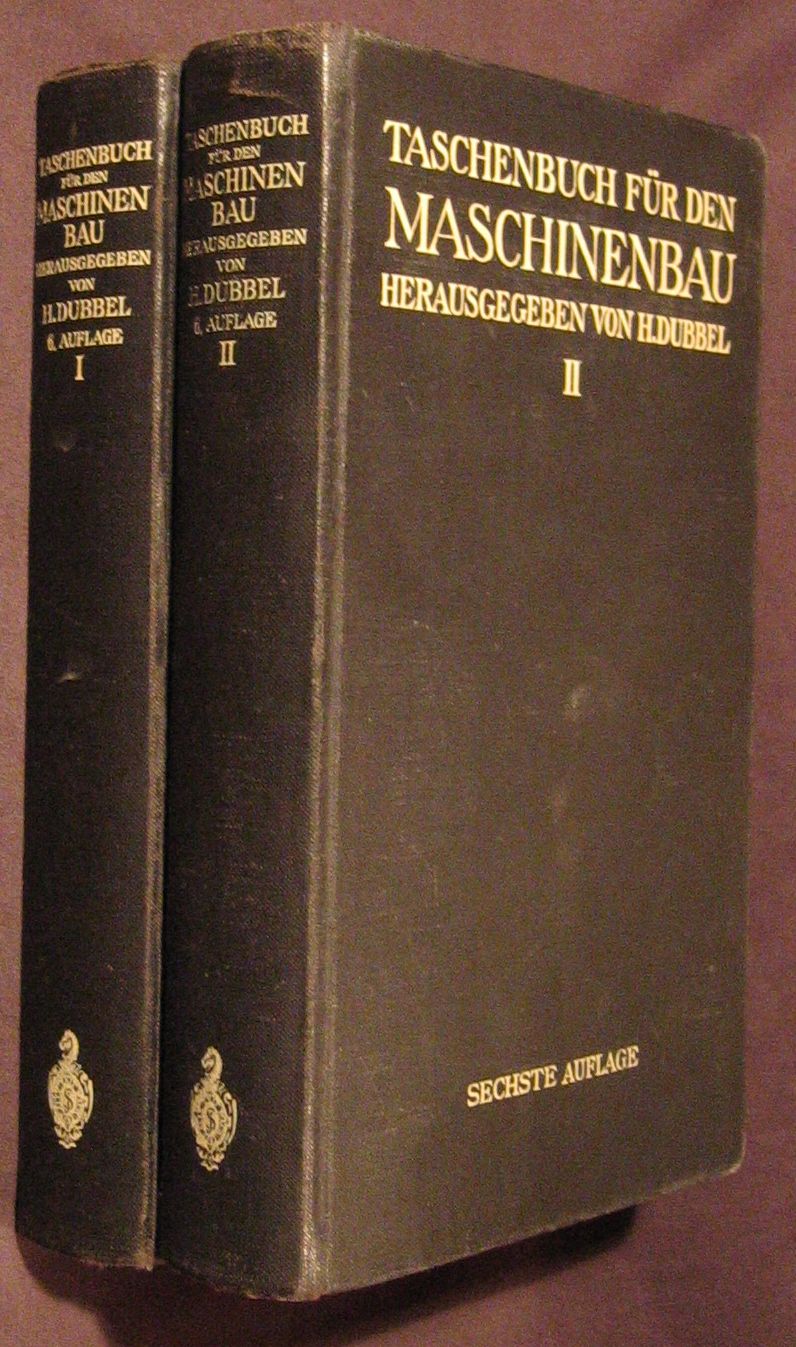 TASCHENBUCH
FÜR DEN
MASCHINEN
BAU
HERAUSGEGEBEN
VON
H. DUBBEL
6. AUFLAGE
I
TASCHENBUCH
FÜR DEN
MASCHINEN
BAU
HERAUSGEGEBEN
VON
H. DUBBEL
6. AUFLAGE
II
TASCHENBUCH FÜR DEN
MASCHINENBAU
HERAUSGEGEBEN VON H. DUBBEL
II
SECHSTE AUFLAGE
S
S